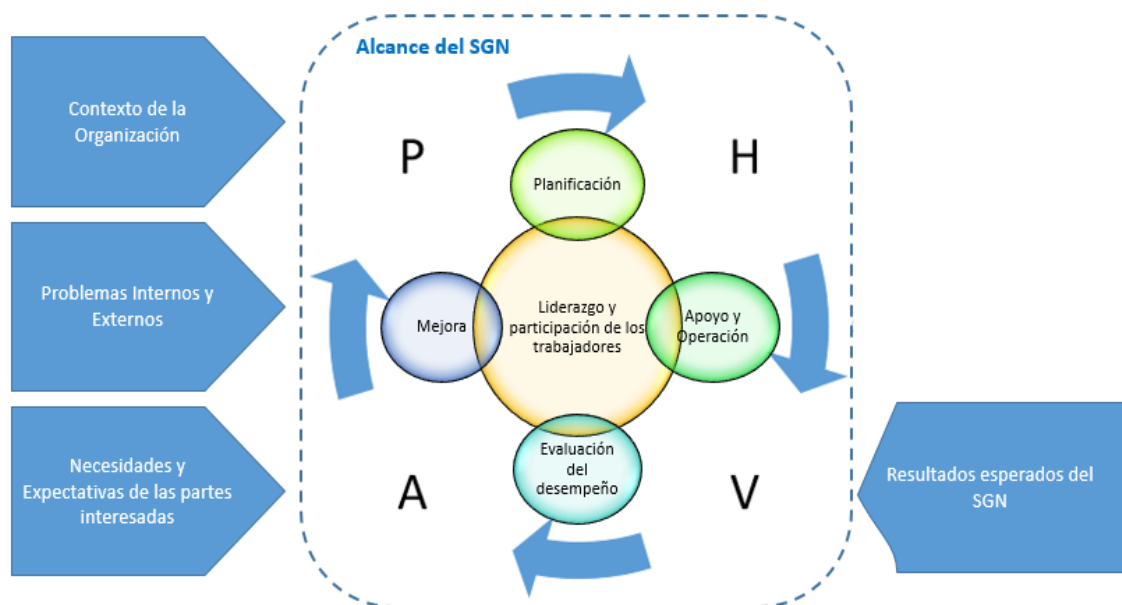 Alcance del SGN
Contexto de la
Organización
Problemas Internos y
Externos
Necesidades y
Expectativas de las partes
interesadas
P
H
Planificación
Mejora
Liderazgo y
participación de los
trabajadores
Apoyo y
Operación
Evaluación
del
desempeño
A
V
Resultados esperados del
SGN